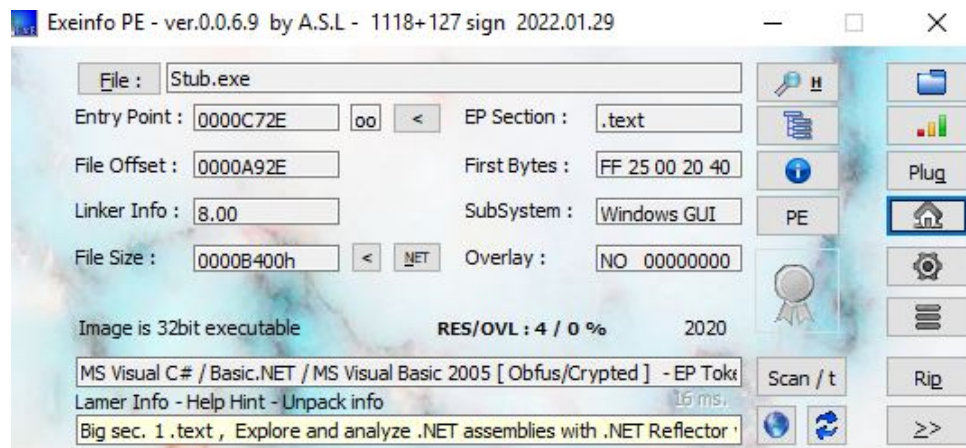 Exeinfo PE - ver.0.0.6.9 by A.S.L - 1118+127 sign 2022.01.29
File : Stub.exe H
Entry Point : 0000C72E oo < EP Section : .text
File Offset : 0000A92E First Bytes : FF 25 00 20 40 Plug
Linker Info : 8.00 SubSystem : Windows GUI PE
File Size : 0000B400h < NET Overlay : NO 00000000
Image is 32bit executable RES/OVL : 4 / 0 % 2020
MS Visual C# / Basic.NET / MS Visual Basic 2005 [ Obfus/Crypted ] - EP Toke Scan / t Rip
Lamer Info - Help Hint - Unpack info 16 ms.
Big sec. 1 .text , Explore and analyze .NET assemblies with .NET Reflector >>